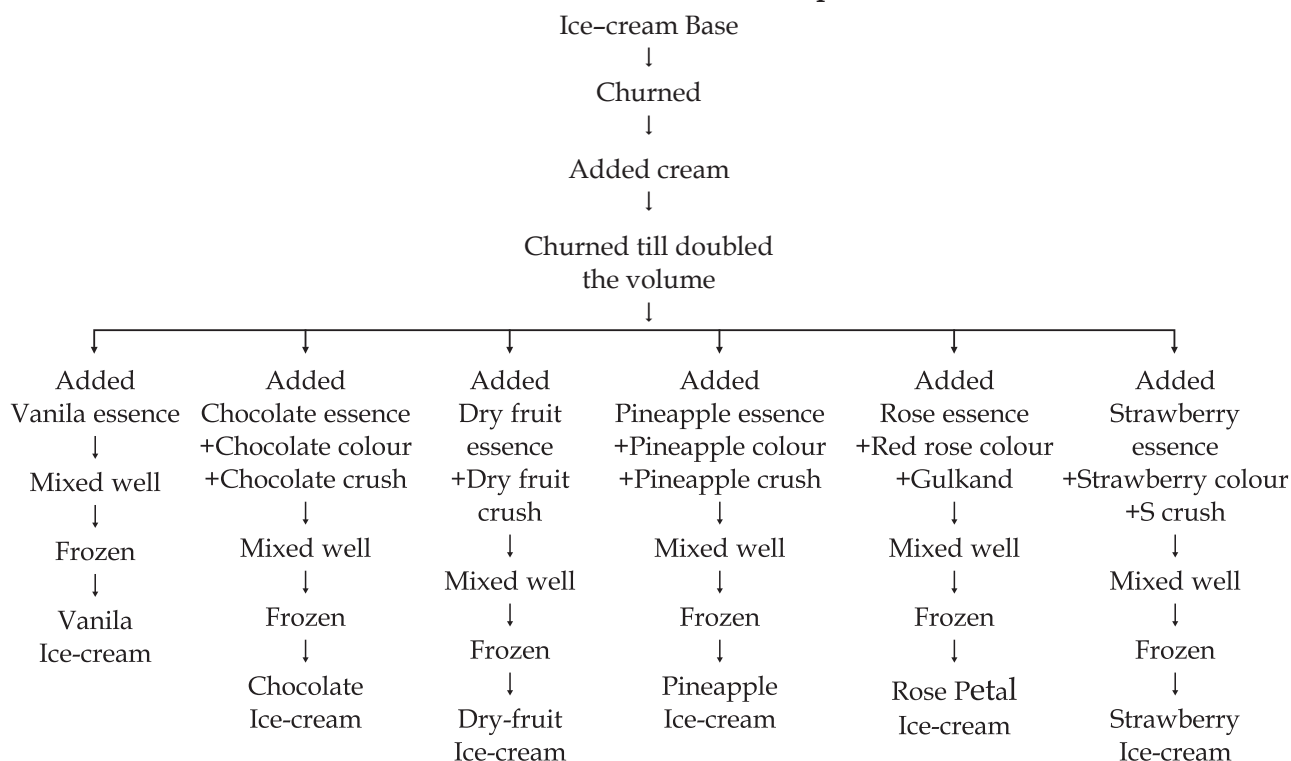 Ice–cream Base
Churned
Added cream
Churned till doubled
the volume
Added
Vanila essence
Mixed well
Frozen
Vanila
Ice-cream
Added
Chocolate essence
+Chocolate colour
+Chocolate crush
Mixed well
Frozen
Chocolate
Ice-cream
Added
Dry fruit
essence
+Dry fruit
crush
Mixed well
Frozen
Dry-fruit
Ice-cream
Added
Pineapple essence
+Pineapple colour
+Pineapple crush
Mixed well
Frozen
Pineapple
Ice-cream
Added
Rose essence
+Red rose colour
+Gulkand
Mixed well
Frozen
Rose Petal
Ice-cream
Added
Strawberry
essence
+Strawberry colour
+S crush
Mixed well
Frozen
Strawberry
Ice-cream